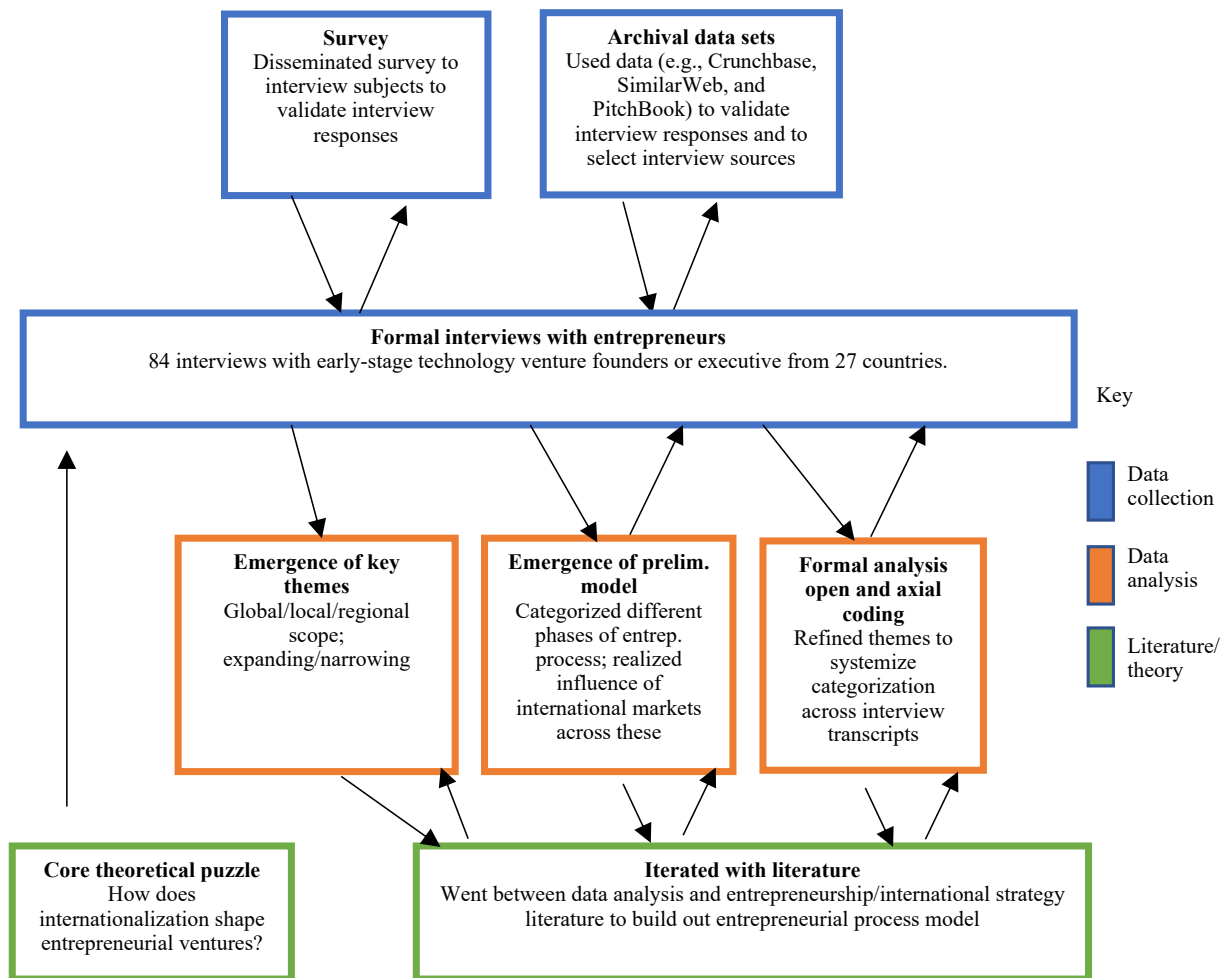 Survey
Disseminated survey to
interview subjects to
validate interview
responses
Archival data sets
Used data (e.g., Crunchbase,
SimilarWeb, and
PitchBook) to validate
interview responses and to
select interview sources
Formal interviews with entrepreneurs
84 interviews with early-stage technology venture founders or executive from 27 countries.
Key
Data
collection
Data
analysis
Literature/
theory
Emergence of key
themes
Global/local/regional
scope;
expanding/narrowing
Emergence of prelim.
model
Categorized different
phases of entrep.
process; realized
influence of
international markets
across these
Formal analysis
open and axial
coding
Refined themes to
systemize
categorization
across interview
transcripts
Core theoretical puzzle
How does
internationalization shape
entrepreneurial ventures?
Iterated with literature
Went between data analysis and entrepreneurship/international strategy
literature to build out entrepreneurial process model